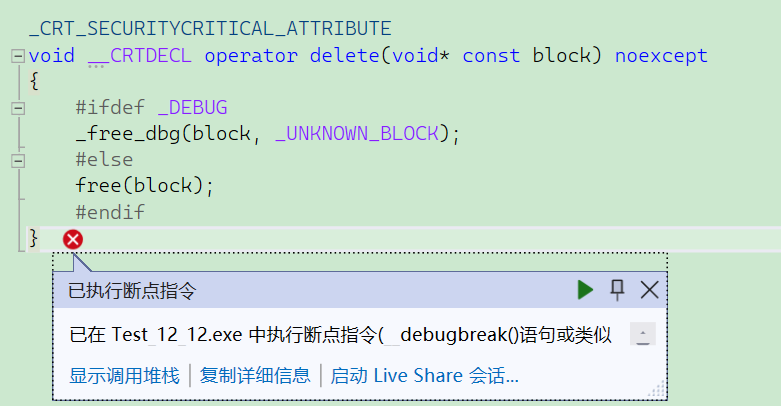 _CRT_SECURITYCRITICAL_ATTRIBUTE
void __CRTDECL operator delete(void* const block) noexcept
{
#ifdef _DEBUG
_free_dbg(block, _UNKNOWN_BLOCK);
#else
free(block);
#endif
}
已执行断点指令
已在 Test_12_12.exe 中执行断点指令(__debugbreak()语句或类似
显示调用堆栈 | 复制详细信息 | 启动 Live Share 会话...